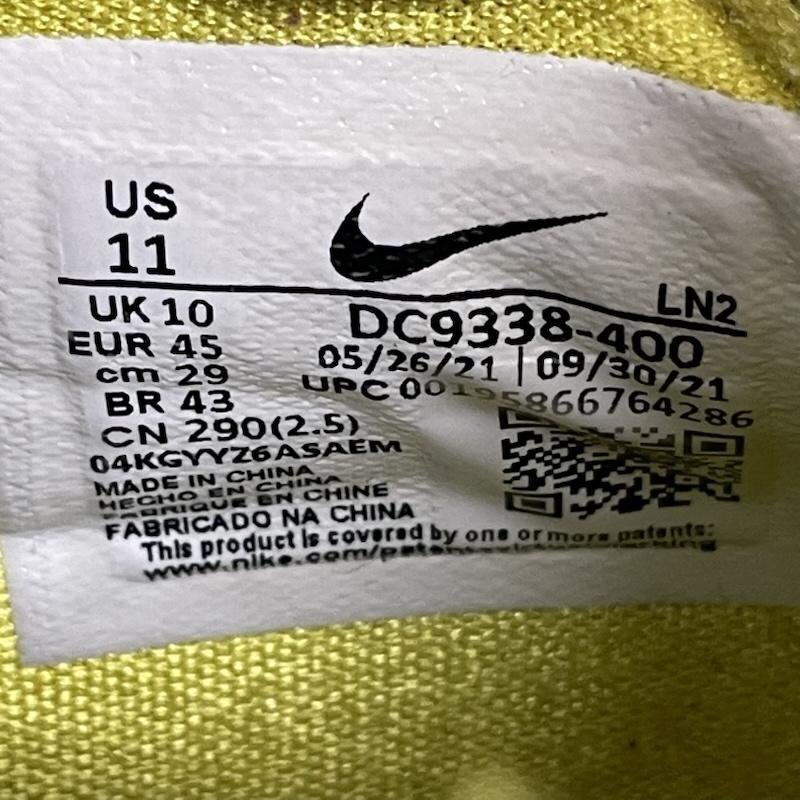 US
11
LN2
UK 10
DC9338-400
EUR 45
05/26/21 | 09/30/21
cm 29
UPC 00195866764286
BR 43
CN 290(2.5)
04KGYYZ6ASAEM
MADE IN CHINA
HECHO EN CHINA
FABRIQUE EN CHINE
FABRICADO NA CHINA
This product is covered by one or more patents:
www.nike.com/